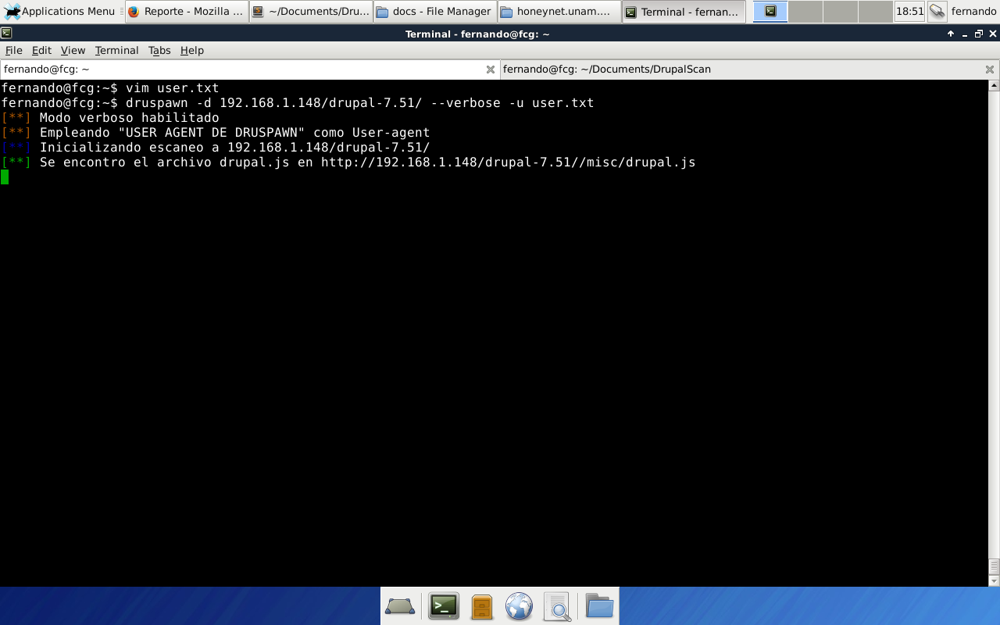 Applications Menu
Reporte - Mozilla ...
~/Documents/Dru...
docs - File Manager
honeynet.unam....
Terminal - fernan...
18:51
fernando
Terminal - fernando@fcg: ~
File Edit View Terminal Tabs Help
fernando@fcg: ~
fernando@fcg: ~/Documents/DrupalScan
fernando@fcg:~$ vim user.txt
fernando@fcg:~$ druspawn -d 192.168.1.148/drupal-7.51/ --verbose -u user.txt
[**] Modo verboso habilitado
[**] Empleando "USER AGENT DE DRUSPAWN" como User-agent
[**] Inicializando escaneo a 192.168.1.148/drupal-7.51/
[**] Se encontro el archivo drupal.js en http://192.168.1.148/drupal-7.51//misc/drupal.js